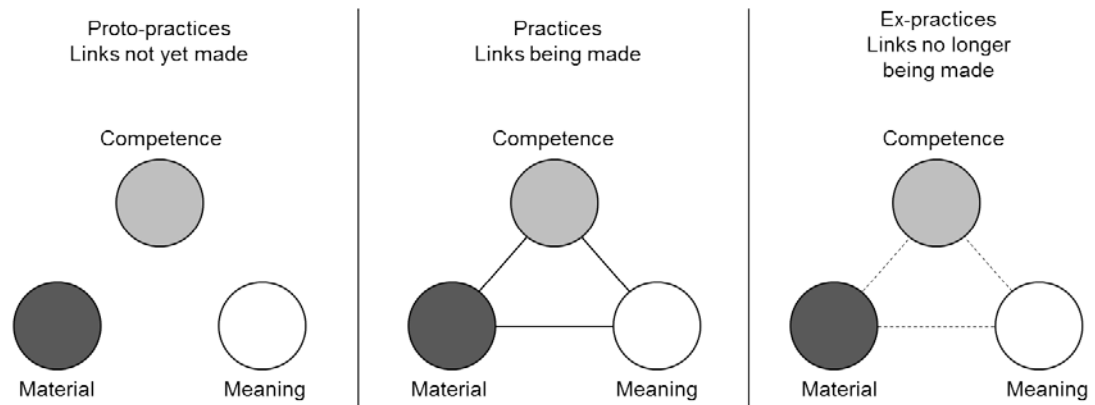 Proto-practices
Links not yet made
Competence
Material
Meaning
Practices
Links being made
Competence
Material
Meaning
Ex-practices
Links no longer
being made
Competence
Material
Meaning